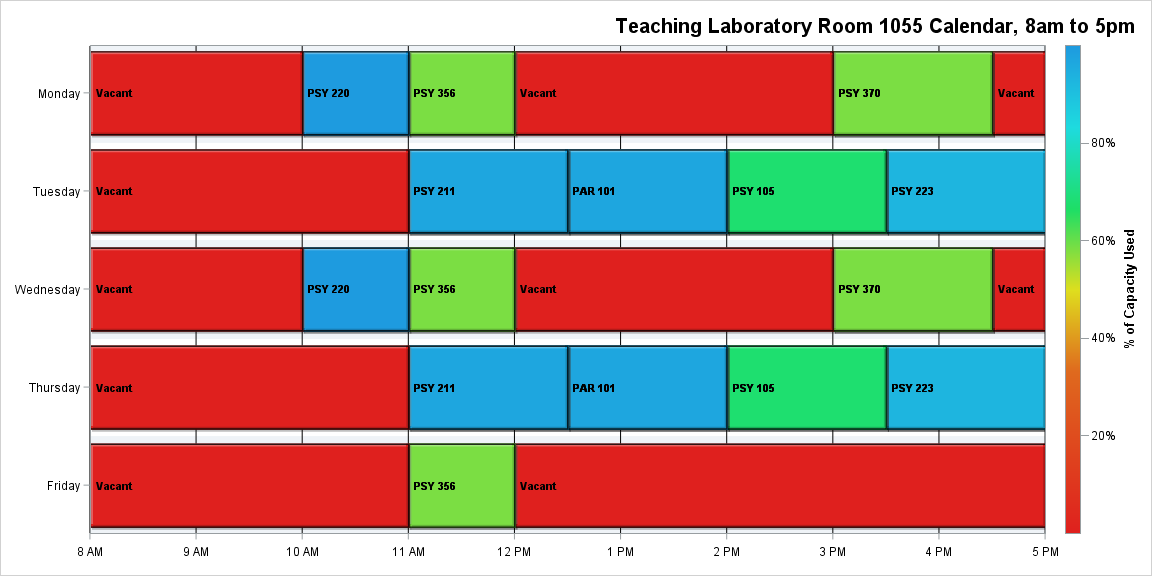 Teaching Laboratory Room 1055 Calendar, 8am to 5pm
Monday
Vacant
PSY 220
PSY 356
Vacant
PSY 370
Vacant
Tuesday
Vacant
PSY 211
PAR 101
PSY 105
PSY 223
Wednesday
Vacant
PSY 220
PSY 356
Vacant
PSY 370
Vacant
Thursday
Vacant
PSY 211
PAR 101
PSY 105
PSY 223
Friday
Vacant
PSY 356
Vacant
8 AM
9 AM
10 AM
11 AM
12 PM
1 PM
2 PM
3 PM
4 PM
5 PM
80%
60%
40%
20%
% of Capacity Used